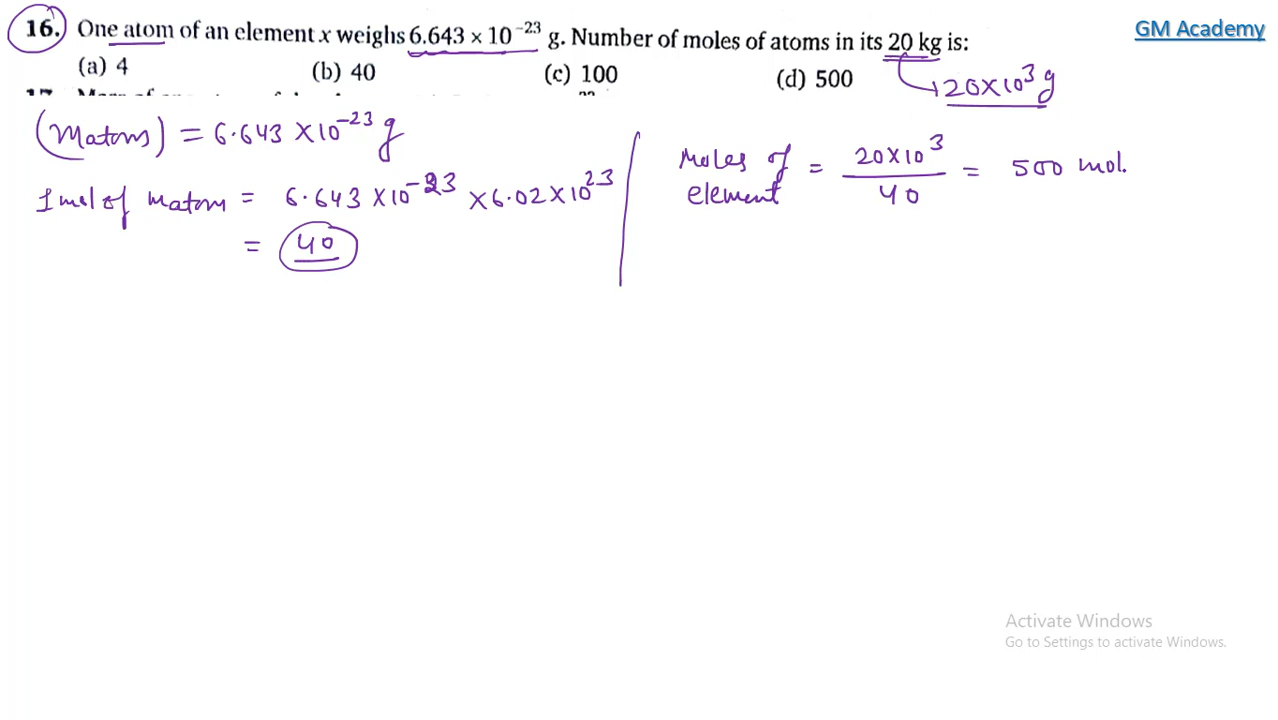 GM Academy
16. One atom of an element x weighs 6.643 × 10⁻²³ g. Number of moles of atoms in its 20 kg is:
(a) 4 (b) 40 (c) 100 (d) 500
20×10³ g
(Matoms) = 6.643 ×10⁻²³ g
1 mol of matom = 6.643 ×10⁻²³ ×6.02 ×10²³
= 40
Moles of element = 20×10³ / 40 = 500 mol.
Activate Windows
Go to Settings to activate Windows.